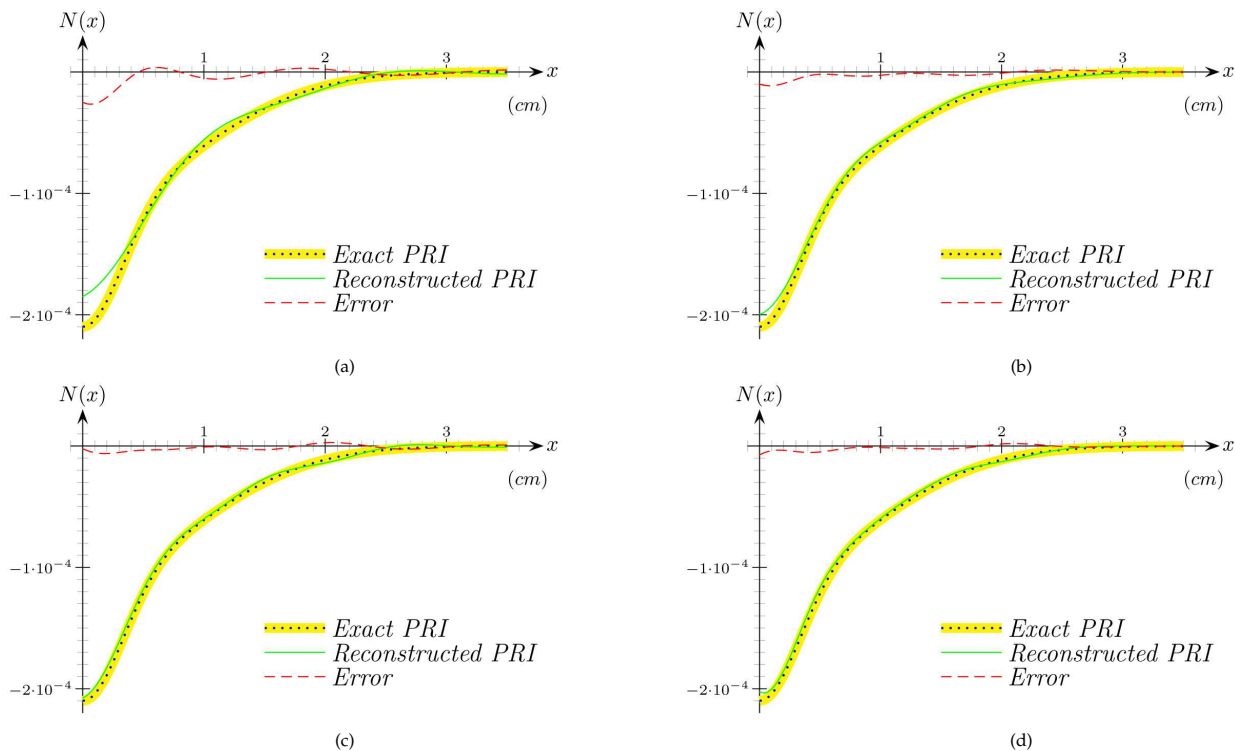 N(x)
1 2 3 x
(cm)
−1·10⁻⁴
Exact PRI
Reconstructed PRI
Error
−2·10⁻⁴
(a)
N(x)
1 2 3 x
(cm)
−1·10⁻⁴
Exact PRI
Reconstructed PRI
Error
−2·10⁻⁴
(b)
N(x)
1 2 3 x
(cm)
−1·10⁻⁴
Exact PRI
Reconstructed PRI
Error
−2·10⁻⁴
(c)
N(x)
1 2 3 x
(cm)
−1·10⁻⁴
Exact PRI
Reconstructed PRI
Error
−2·10⁻⁴
(d)